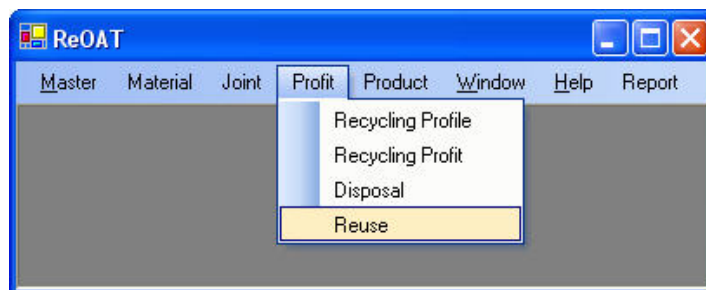 ReOAT
Master Material Joint Profit Product Window Help Report
Recycling Profile
Recycling Profit
Disposal
Reuse